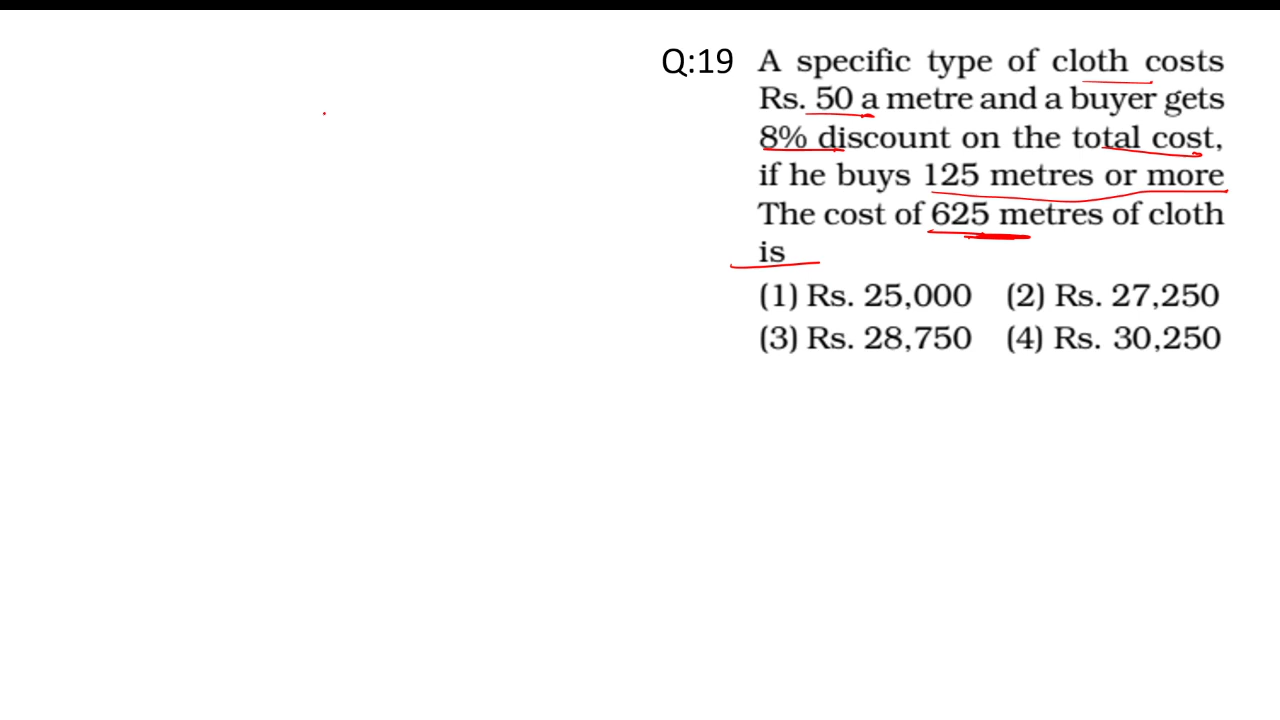 Q:19 A specific type of cloth costs
Rs. 50 a metre and a buyer gets
8% discount on the total cost,
if he buys 125 metres or more
The cost of 625 metres of cloth
is
(1) Rs. 25,000 (2) Rs. 27,250
(3) Rs. 28,750 (4) Rs. 30,250